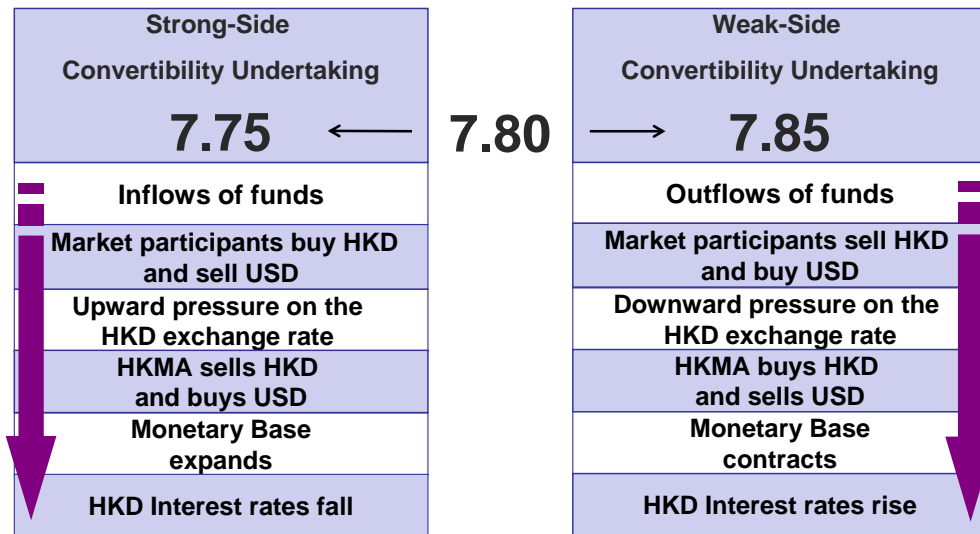 Strong-Side
Convertibility Undertaking
7.75
Inflows of funds
Market participants buy HKD
and sell USD
Upward pressure on the
HKD exchange rate
HKMA sells HKD
and buys USD
Monetary Base
expands
HKD Interest rates fall
7.80
Weak-Side
Convertibility Undertaking
7.85
Outflows of funds
Market participants sell HKD
and buy USD
Downward pressure on the
HKD exchange rate
HKMA buys HKD
and sells USD
Monetary Base
contracts
HKD Interest rates rise